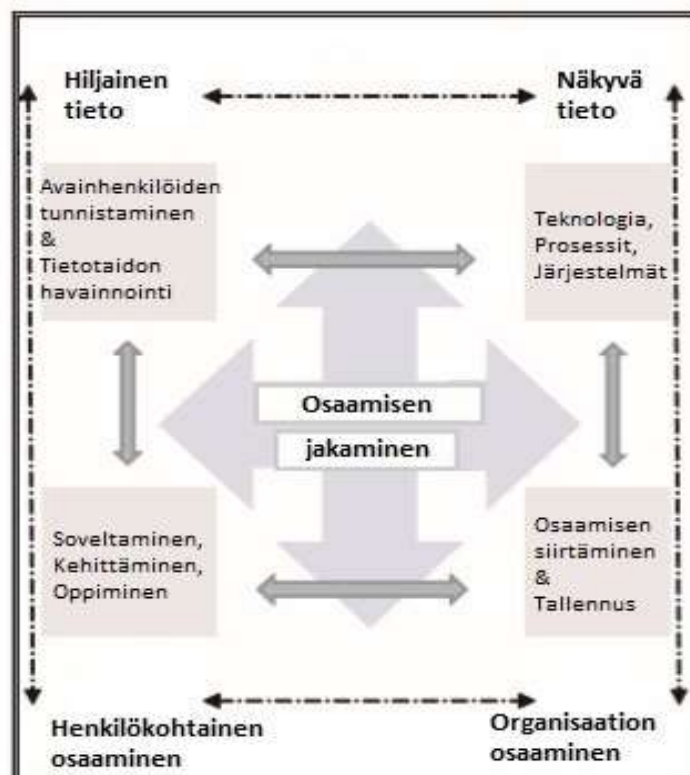 Hiljainen
tieto
Näkyvä
tieto
Avainhenkilöiden
tunnistaminen
&
Tietotaidon
havainnointi
Teknologia,
Prosessit,
Järjestelmät
Osaamisen
jakaminen
Soveltaminen,
Kehittäminen,
Oppiminen
Osaamisen
siirtäminen
&
Tallennus
Henkilökohtainen
osaaminen
Organisaation
osaaminen